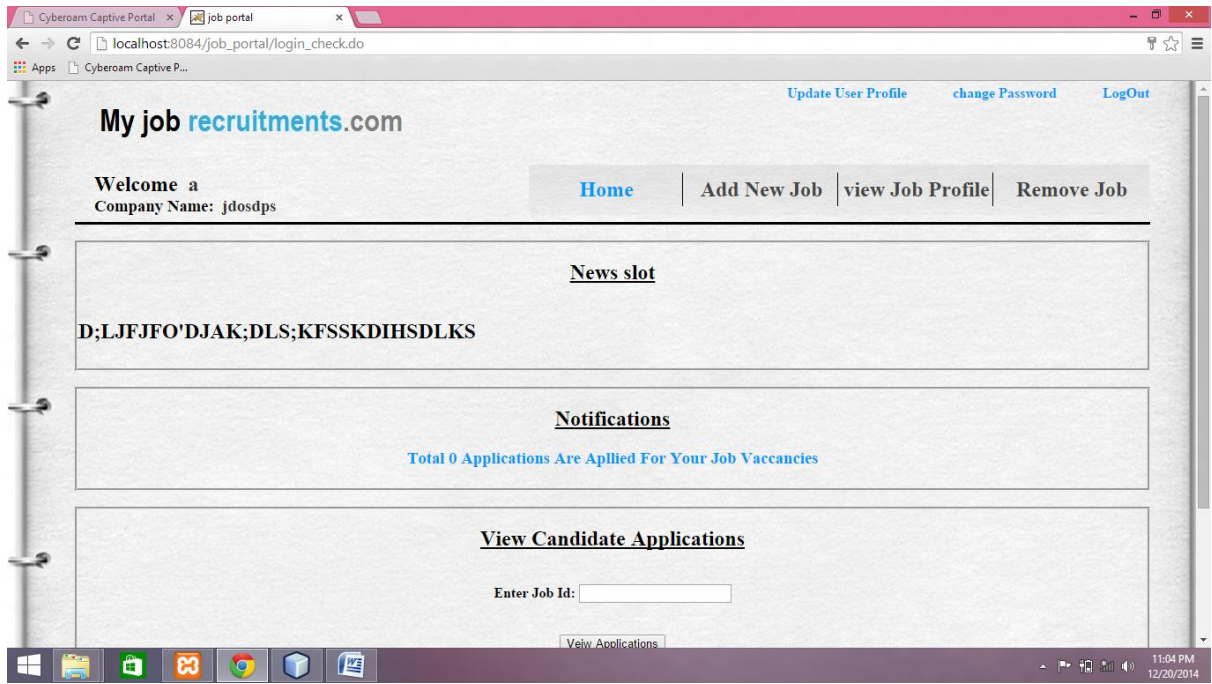 Cyberoam Captive Portal
job portal
localhost:8084/job_portal/login_check.do
Apps Cyberoam Captive P...
Update User Profile change Password LogOut
My job recruitments.com
Welcome a
Company Name: jdosdps
Home Add New Job view Job Profile Remove Job
News slot
D;LJFJFO'DJAK;DLS;KFSSKDIHSDLKS
Notifications
Total 0 Applications Are Apllied For Your Job Vaccancies
View Candidate Applications
Enter Job Id:
Veiw Applications
11:04 PM
12/20/2014